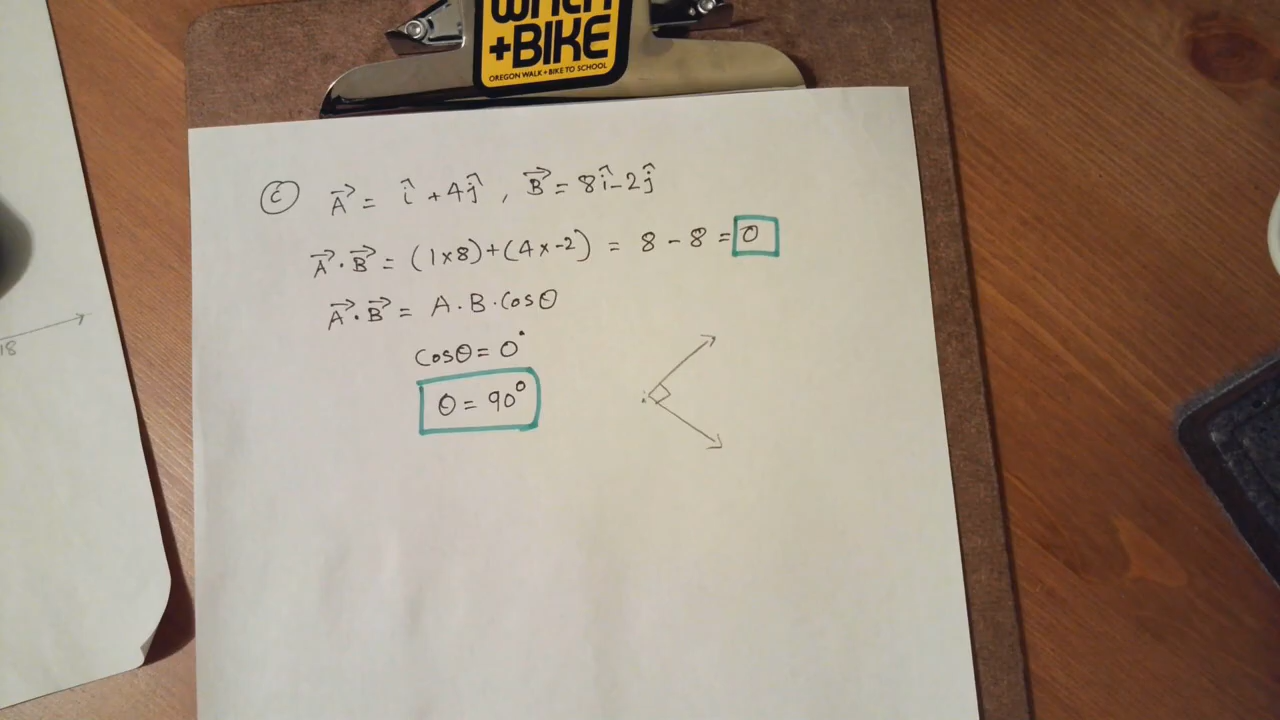 WALK
+BIKE
OREGON WALK+BIKE TO SCHOOL
C A⃗ = î + 4ĵ , B⃗ = 8î - 2ĵ
A⃗ · B⃗ = (1×8)+(4×-2) = 8 - 8 = 0
A⃗ · B⃗ = A · B · Cosθ
Cosθ = 0°
θ = 90°
18